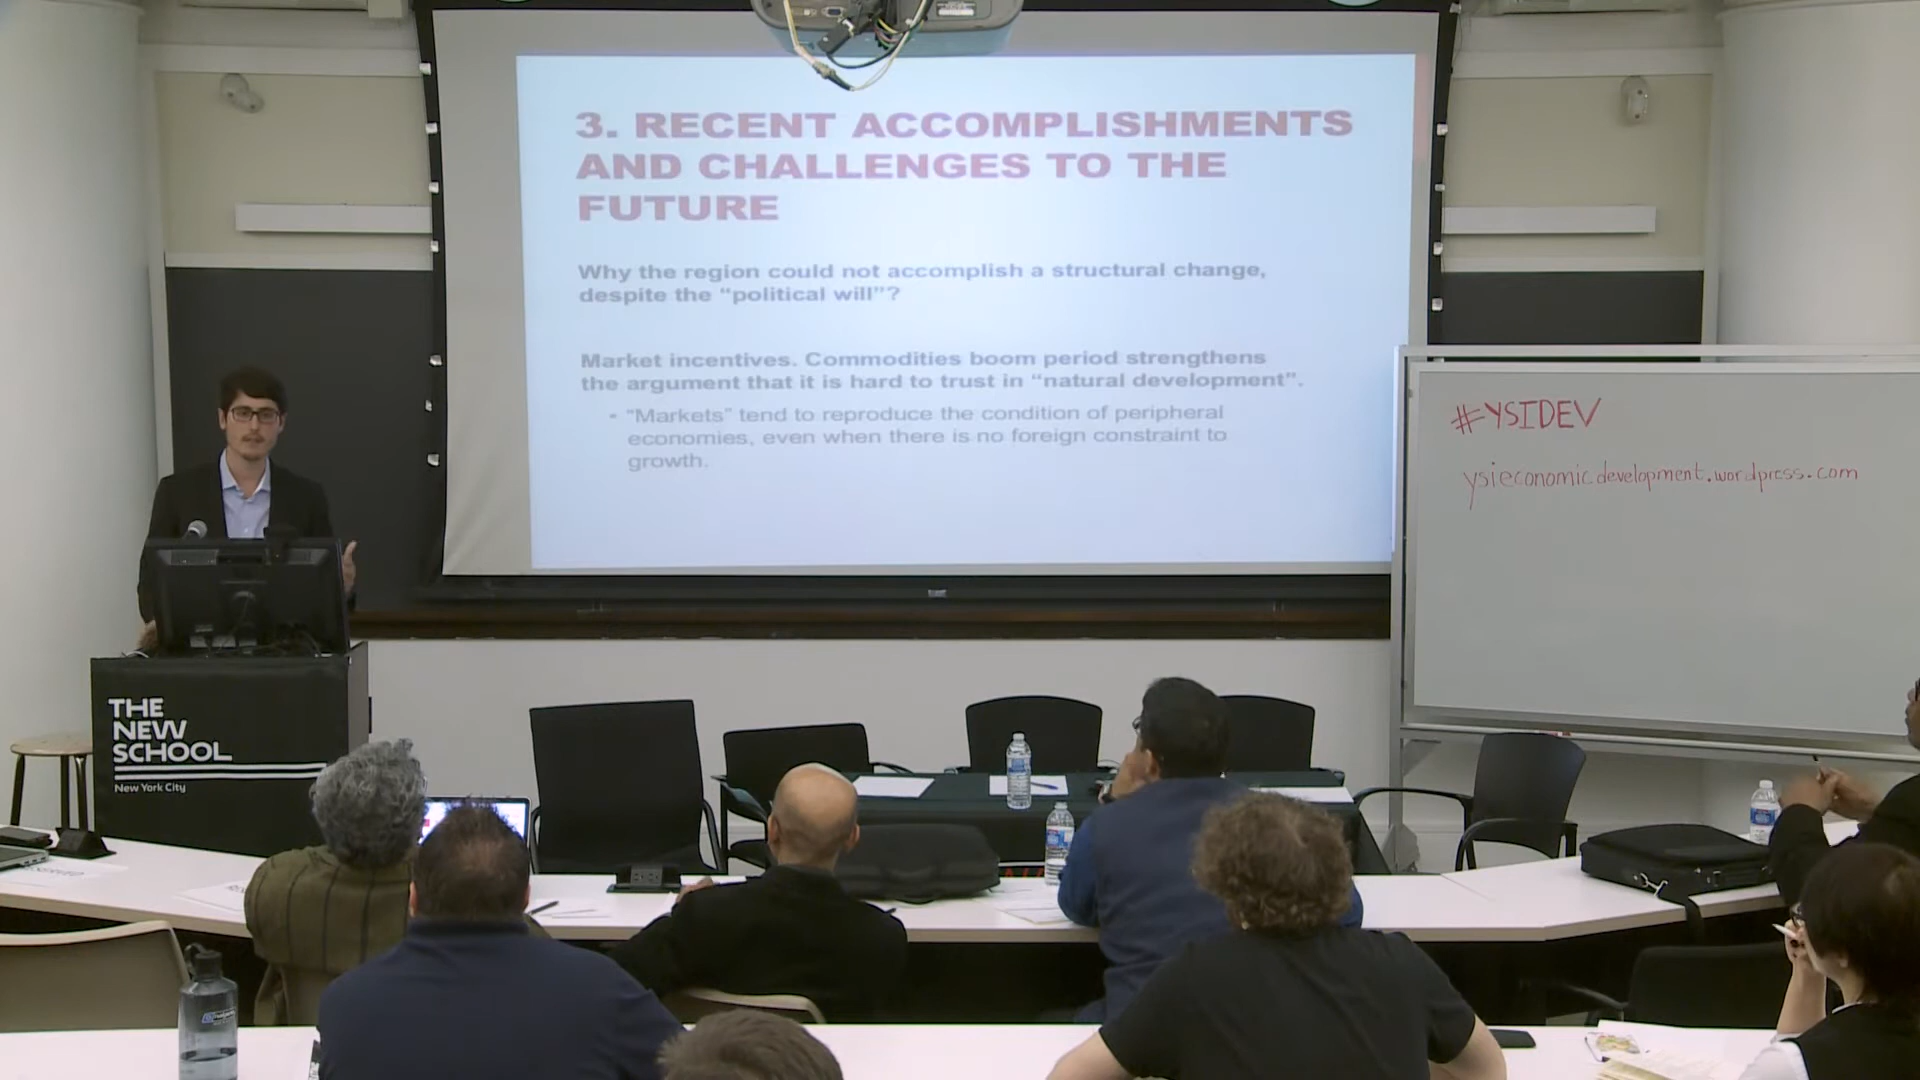 3. RECENT ACCOMPLISHMENTS
AND CHALLENGES TO THE
FUTURE
Why the region could not accomplish a structural change,
despite the “political will”?
Market incentives. Commodities boom period strengthens
the argument that it is hard to trust in “natural development”.
- “Markets” tend to reproduce the condition of peripheral
economies, even when there is no foreign constraint to
growth.
#YSIDEV
ysieconomicdevelopment.wordpress.com
THE
NEW
SCHOOL
New York City